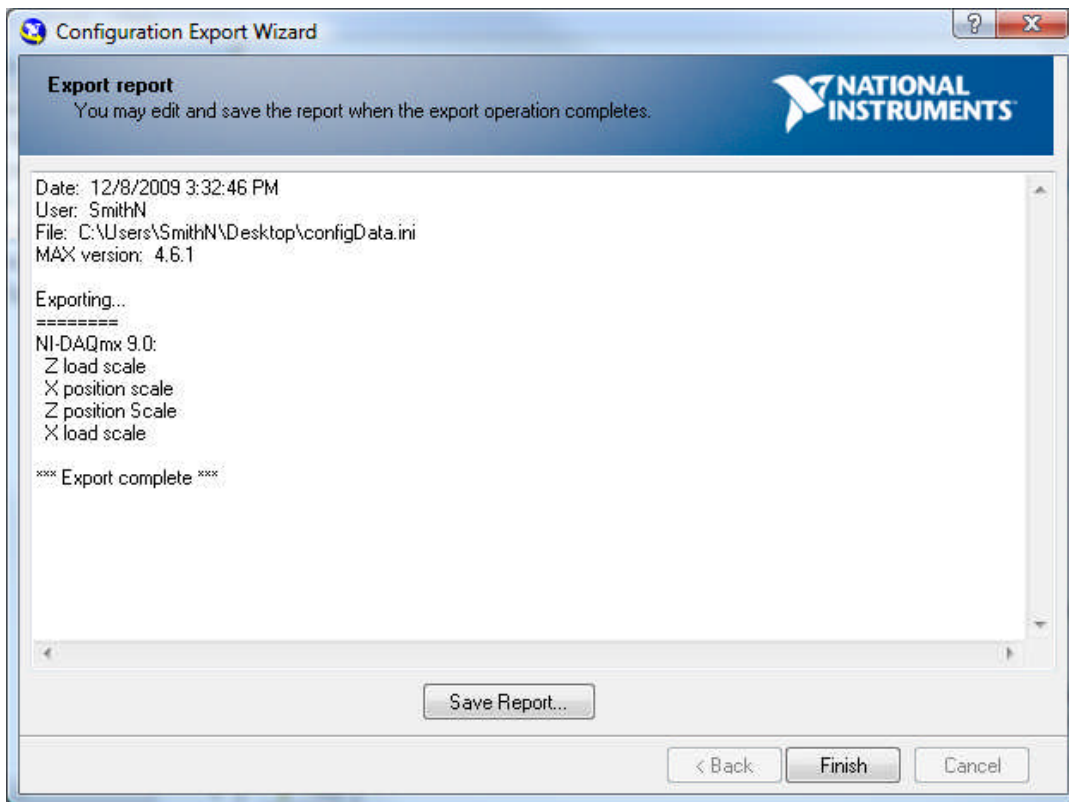 Configuration Export Wizard
Export report
You may edit and save the report when the export operation completes.
NATIONAL
INSTRUMENTS
Date: 12/8/2009 3:32:46 PM
User: SmithN
File: C:\Users\SmithN\Desktop\configData.ini
MAX version: 4.6.1
Exporting...
========
NI-DAQmx 9.0:
Z load scale
X position scale
Z position Scale
X load scale
*** Export complete ***
Save Report...
< Back
Finish
Cancel